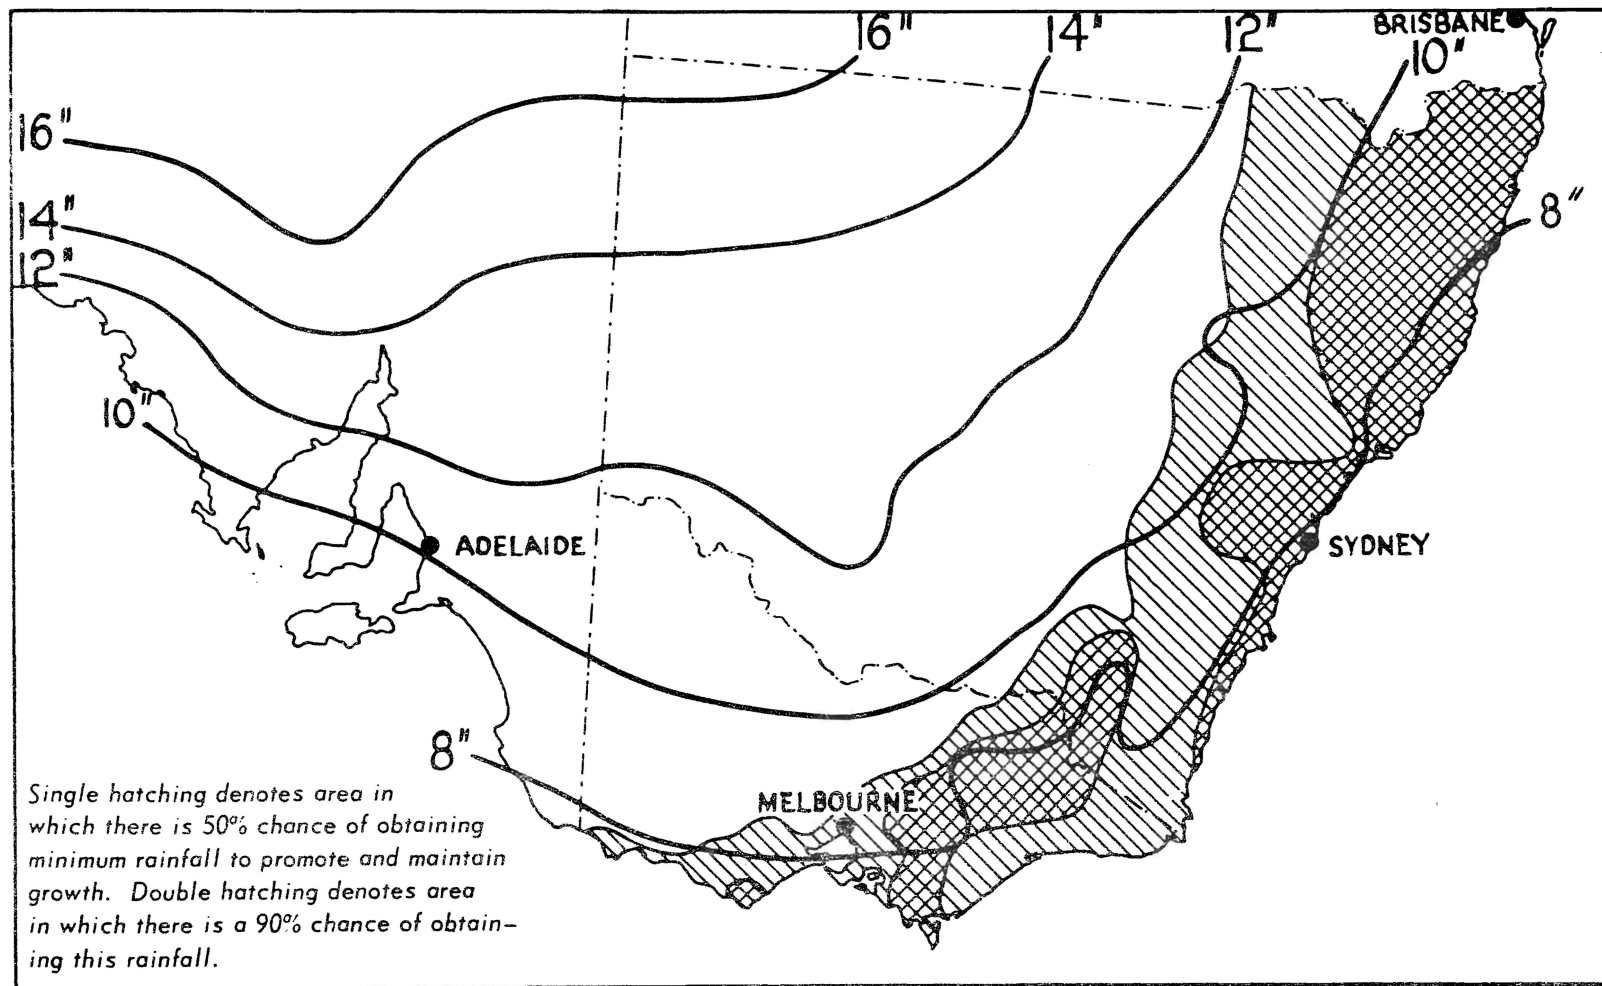 BRISBANE
16" 14" 12" 10"
16"
14"
8"
12"
10"
ADELAIDE
SYDNEY
8"
MELBOURNE
Single hatching denotes area in
which there is 50% chance of obtaining
minimum rainfall to promote and maintain
growth. Double hatching denotes area
in which there is a 90% chance of obtain-
ing this rainfall.